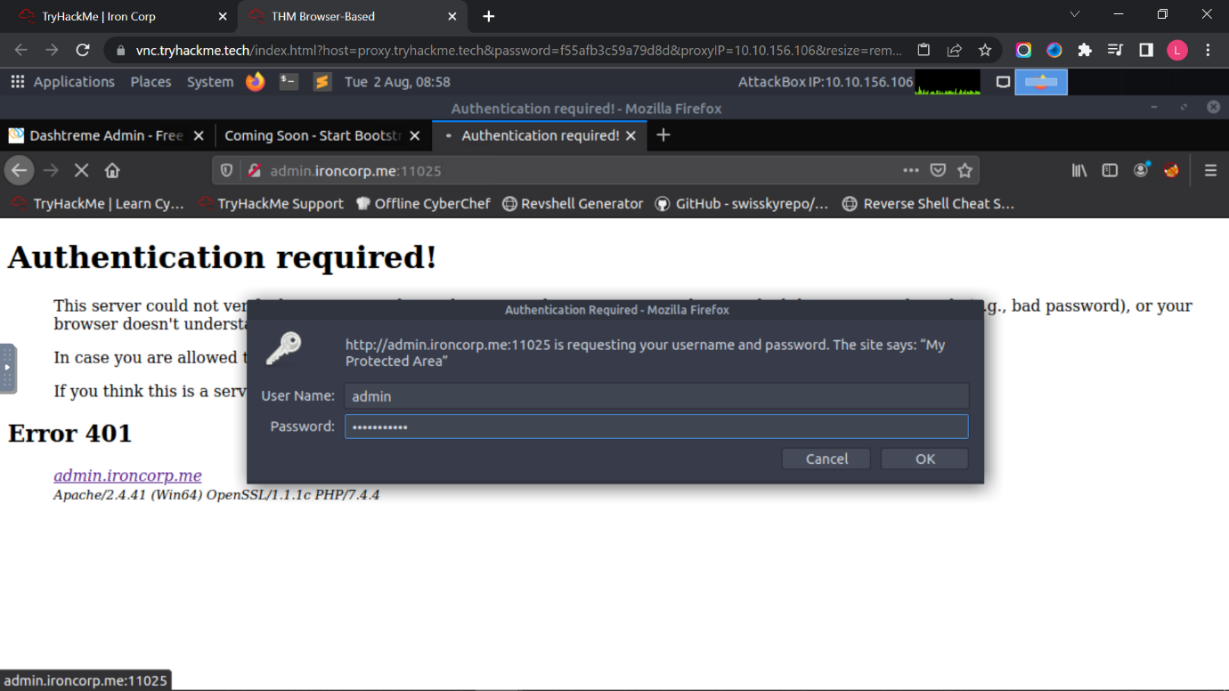 TryHackMe | Iron Corp
THM Browser-Based
vnc.tryhackme.tech/index.html?host=proxy.tryhackme.tech&password=f55afb3c59a79d8d&proxyIP=10.10.156.106&resize=rem...
L
Applications Places System Tue 2 Aug, 08:58 AttackBox IP:10.10.156.106
Authentication required! - Mozilla Firefox
Dashtreme Admin - Free
Coming Soon - Start Bootstr
Authentication required!
admin.ironcorp.me:11025
TryHackMe | Learn Cy... TryHackMe Support Offline CyberChef Revshell Generator GitHub - swisskyrepo/... Reverse Shell Cheat S...
Authentication required!
This server could not .g., bad password), or your
browser doesn't underst
In case you are allowed
If you think this is a serv
Error 401
admin.ironcorp.me
Apache/2.4.41 (Win64) OpenSSL/1.1.1c PHP/7.4.4
Authentication Required - Mozilla Firefox
http://admin.ironcorp.me:11025 is requesting your username and password. The site says: “My
Protected Area”
User Name: admin
Password: •••••••••••
Cancel OK
admin.ironcorp.me:11025